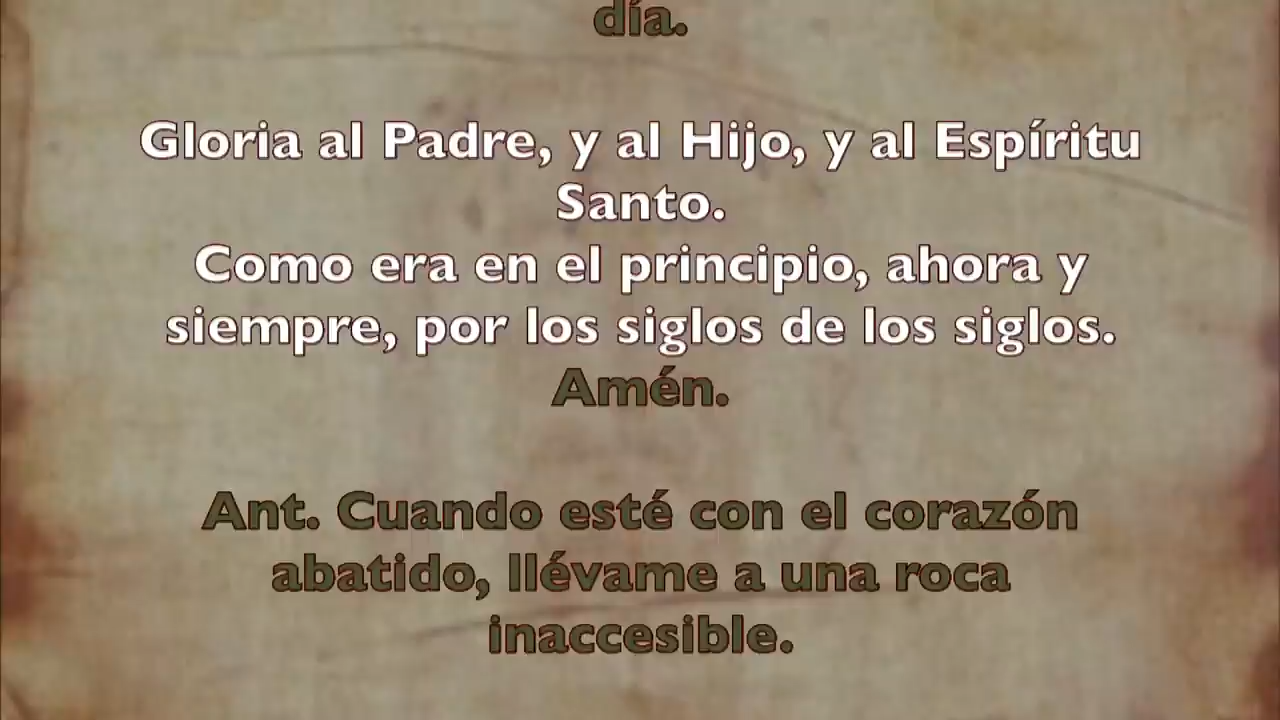 día.
Gloria al Padre, y al Hijo, y al Espíritu
Santo.
Como era en el principio, ahora y
siempre, por los siglos de los siglos.
Amén.
Ant. Cuando esté con el corazón
abatido, llévame a una roca
inaccesible.